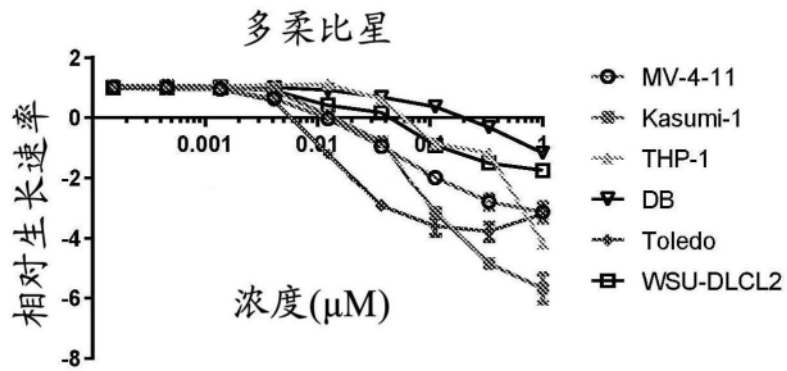 多柔比星
2
0
-2
-4
-6
-8
0.001
0.01
0.1
1
相对生长速率
浓度(μM)
MV-4-11
Kasumi-1
THP-1
DB
Toledo
WSU-DLCL2